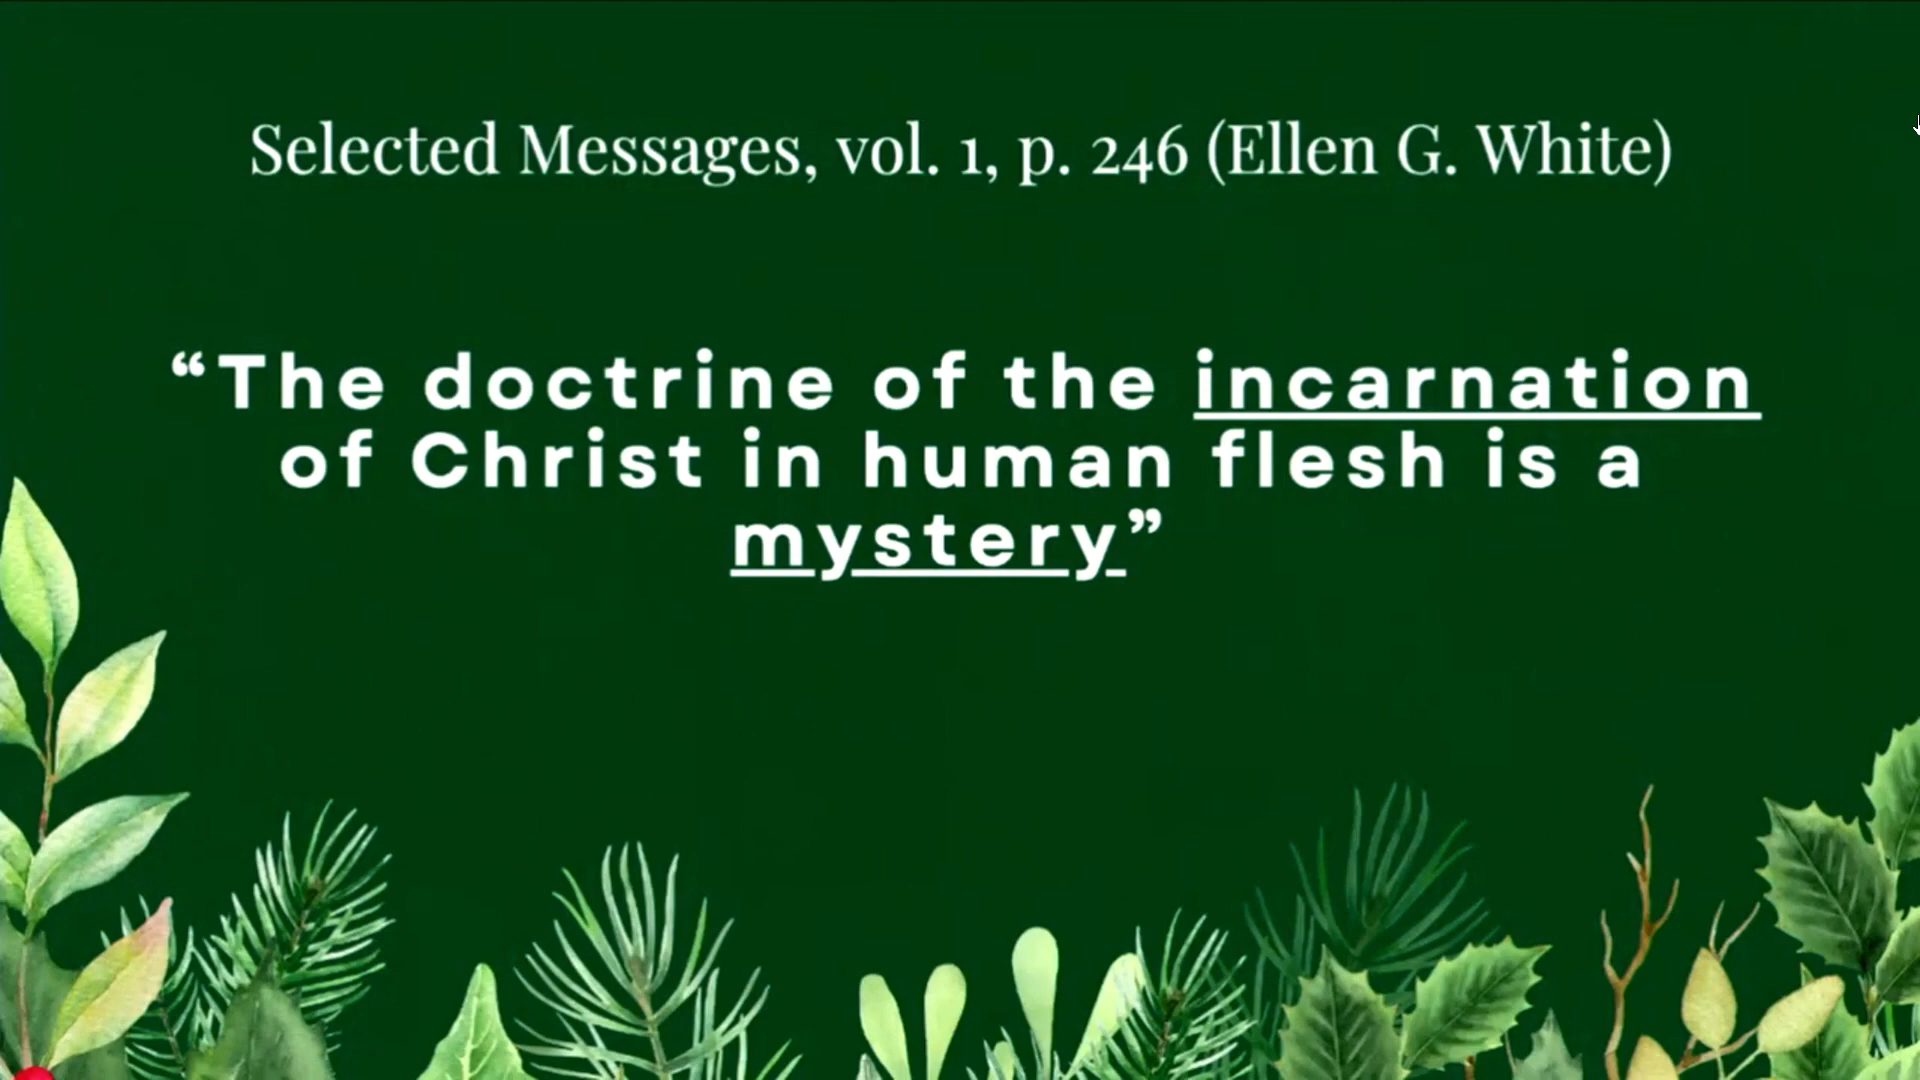 Selected Messages, vol. 1, p. 246 (Ellen G. White)
“The doctrine of the incarnation
of Christ in human flesh is a
mystery”